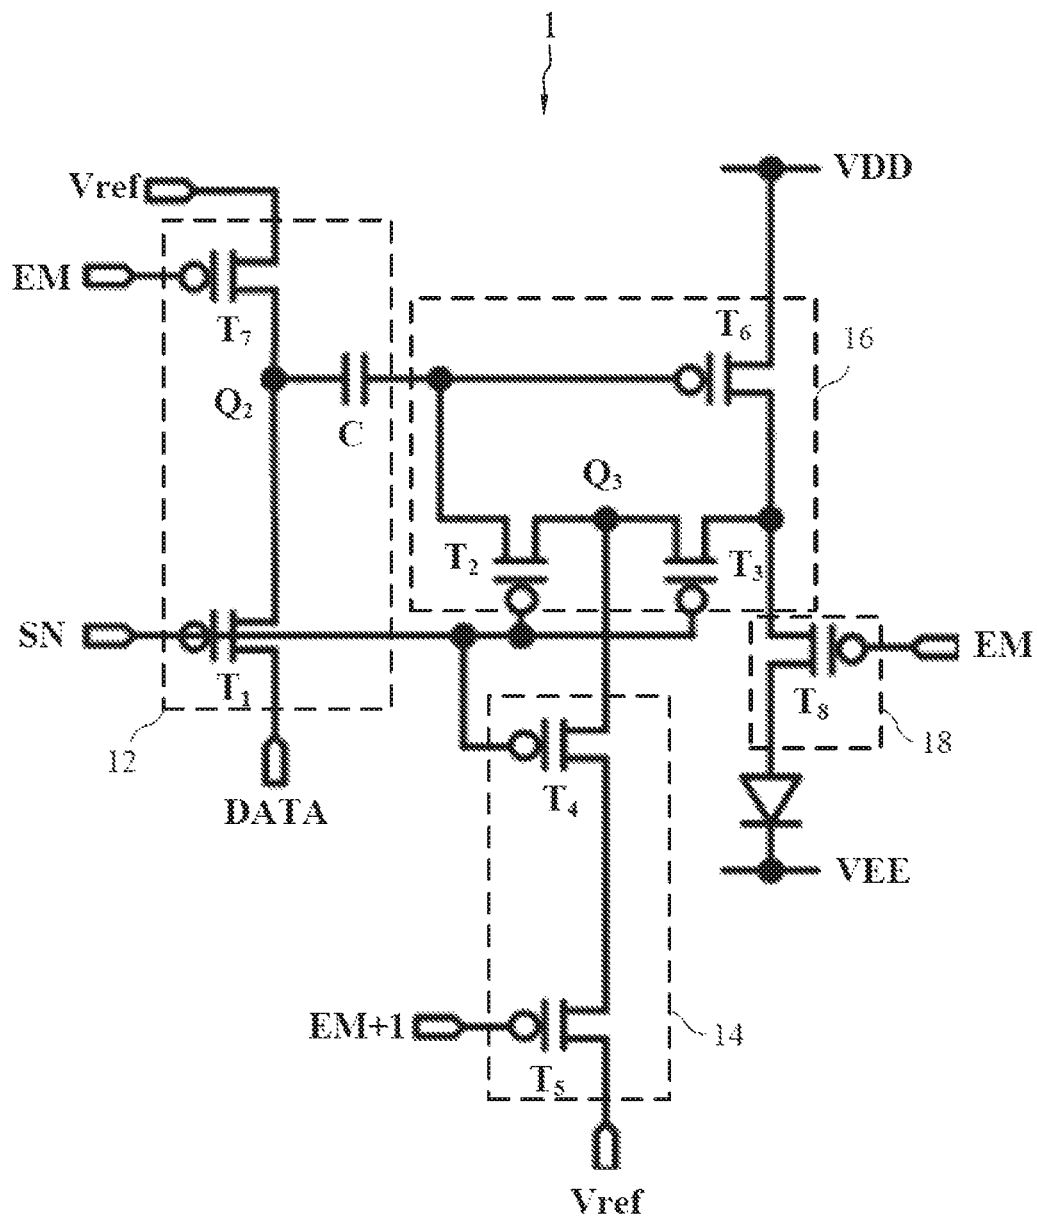 1
VDD
Vref
EM
T₇
T₆
16
Q₂
C
Q₃
T₂
T₃
SN
EM
T₁
T₈
12
18
DATA
T₄
VEE
EM+1
14
T₅
Vref